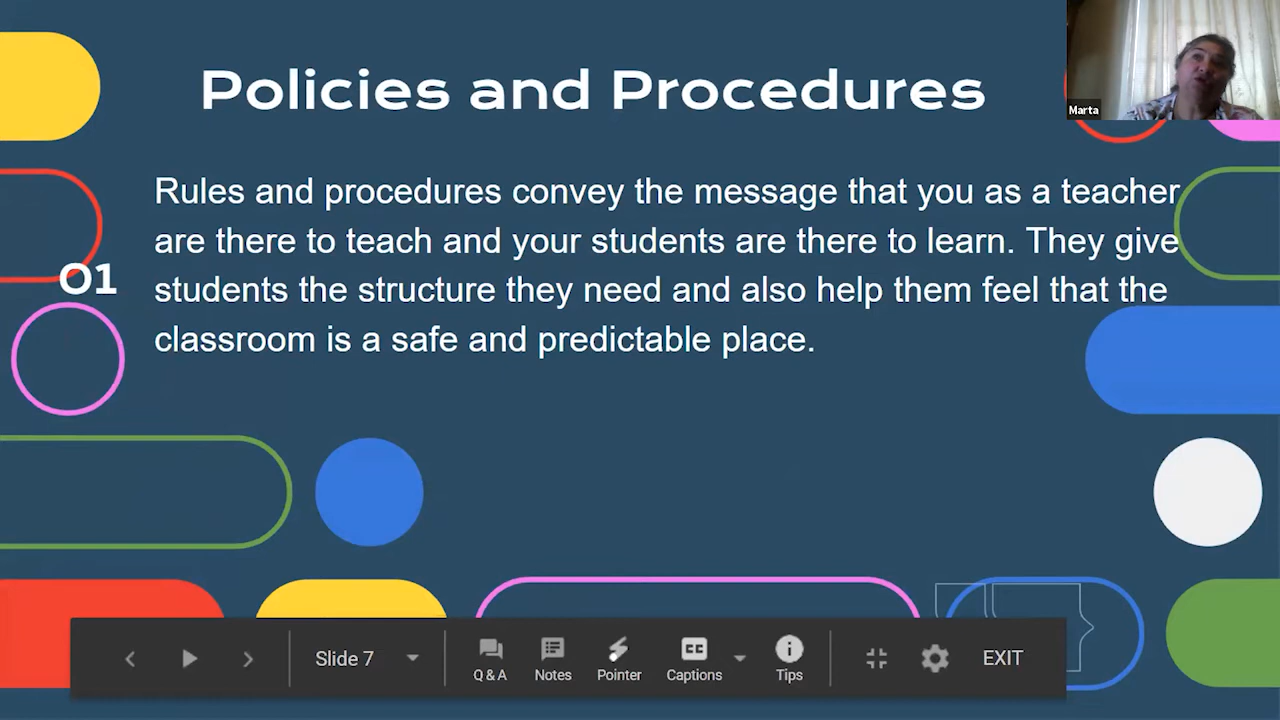 Policies and Procedures
Marta
Rules and procedures convey the message that you as a teacher
are there to teach and your students are there to learn. They give
01
students the structure they need and also help them feel that the
classroom is a safe and predictable place.
Slide 7
Q & A
Notes
Pointer
Captions
Tips
EXIT